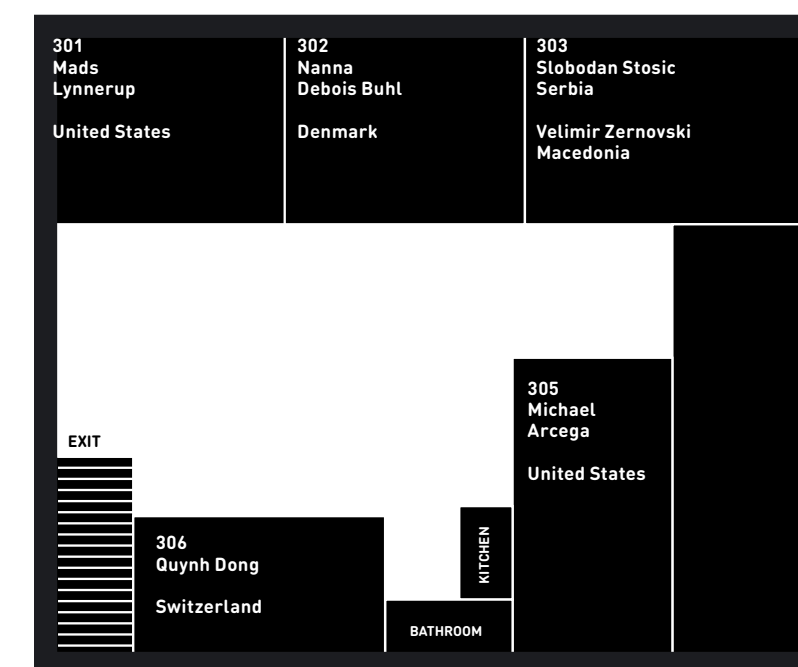 301
Mads
Lynnerup
United States
302
Nanna
Debois Buhl
Denmark
303
Slobodan Stosic
Serbia
Velimir Zernovski
Macedonia
305
Michael
Arcega
United States
EXIT
306
Quynh Dong
Switzerland
KITCHEN
BATHROOM